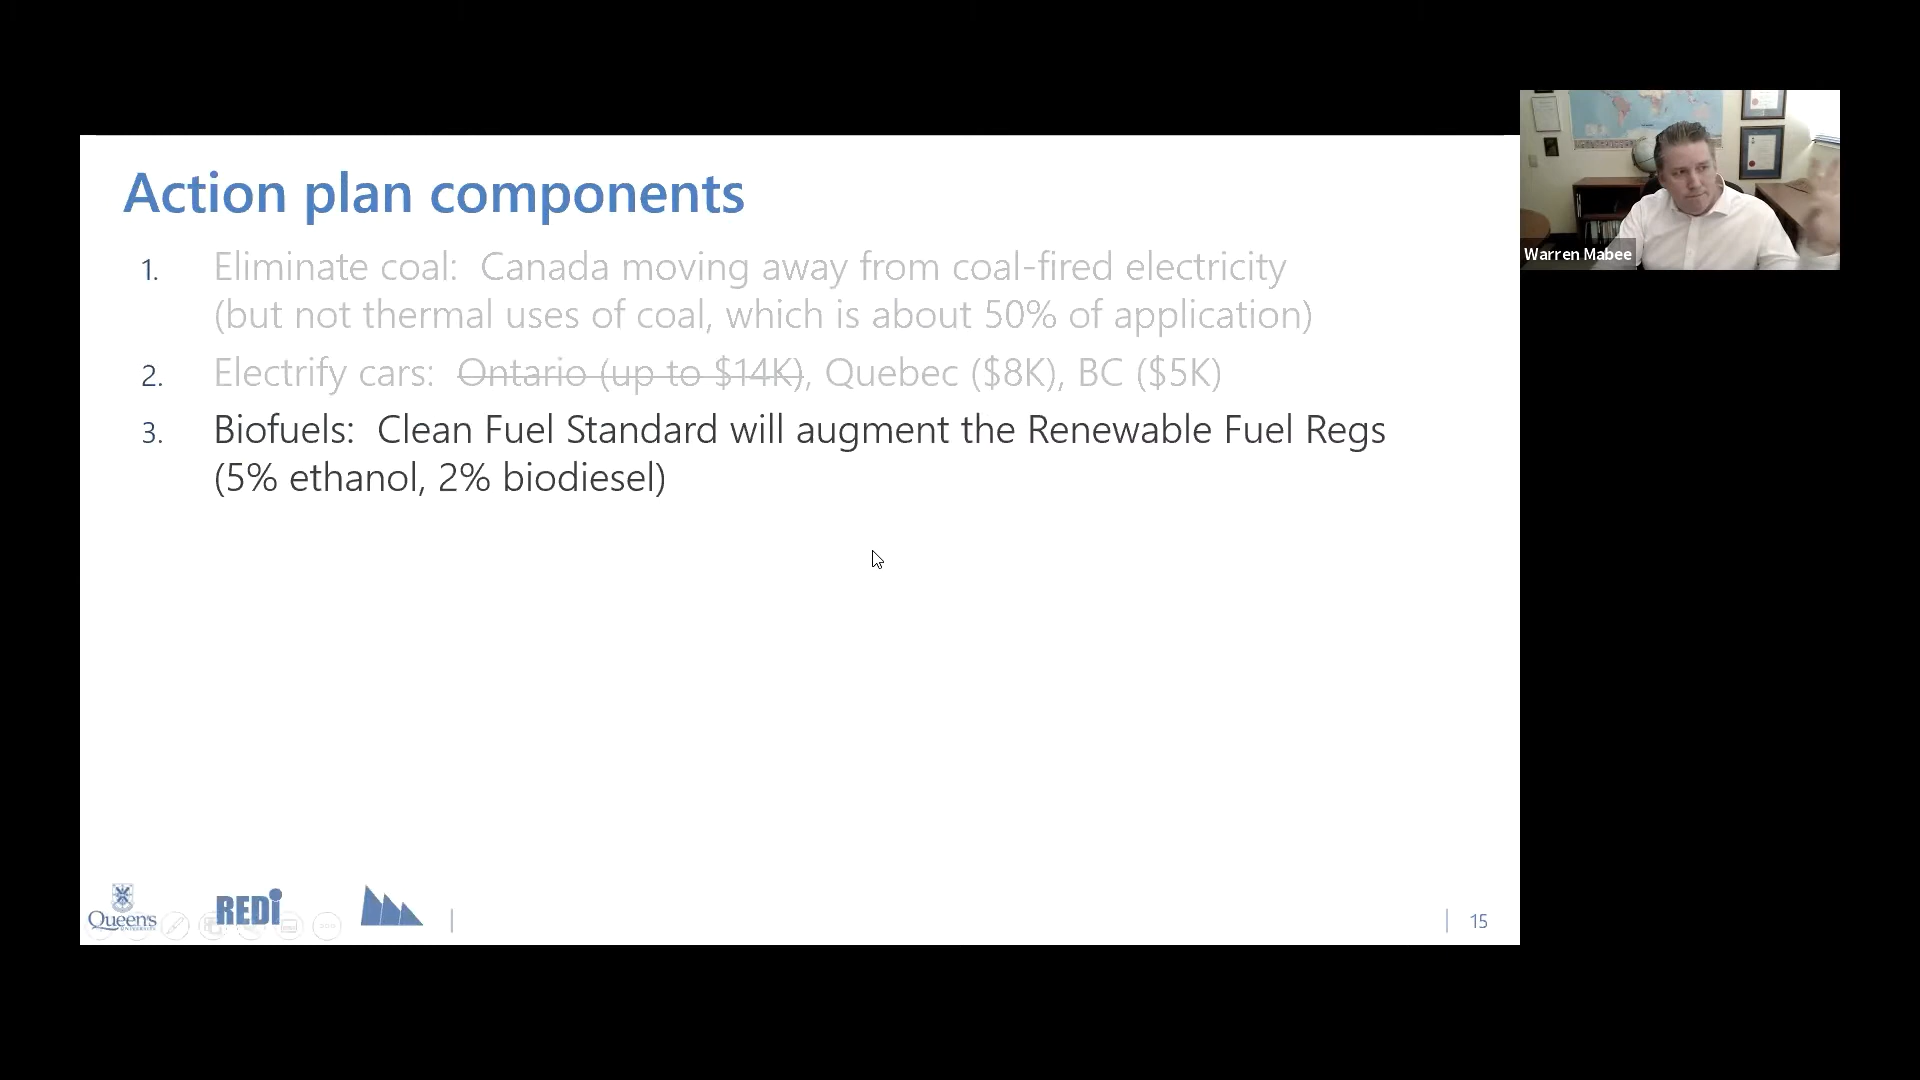 Action plan components
1. Eliminate coal: Canada moving away from coal-fired electricity
(but not thermal uses of coal, which is about 50% of application)
2. Electrify cars: Ontario (up to $14K), Quebec ($8K), BC ($5K)
3. Biofuels: Clean Fuel Standard will augment the Renewable Fuel Regs
(5% ethanol, 2% biodiesel)
Warren Mabee
Queen's
UNIVERSITY
REDi
15